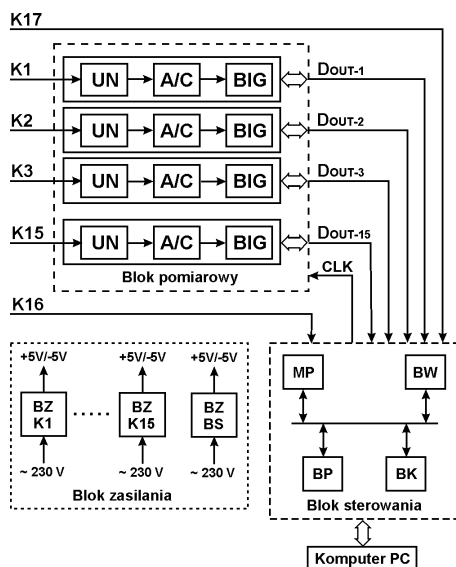 K17
K1 UN A/C BIG DOUT-1
K2 UN A/C BIG DOUT-2
K3 UN A/C BIG DOUT-3
K15 UN A/C BIG DOUT-15
Blok pomiarowy
CLK
K16
+5V/-5V +5V/-5V +5V/-5V
BZ K1 ..... BZ K15 BZ BS
~ 230 V ~ 230 V ~ 230 V
Blok zasilania
MP BW
BP BK
Blok sterowania
Komputer PC